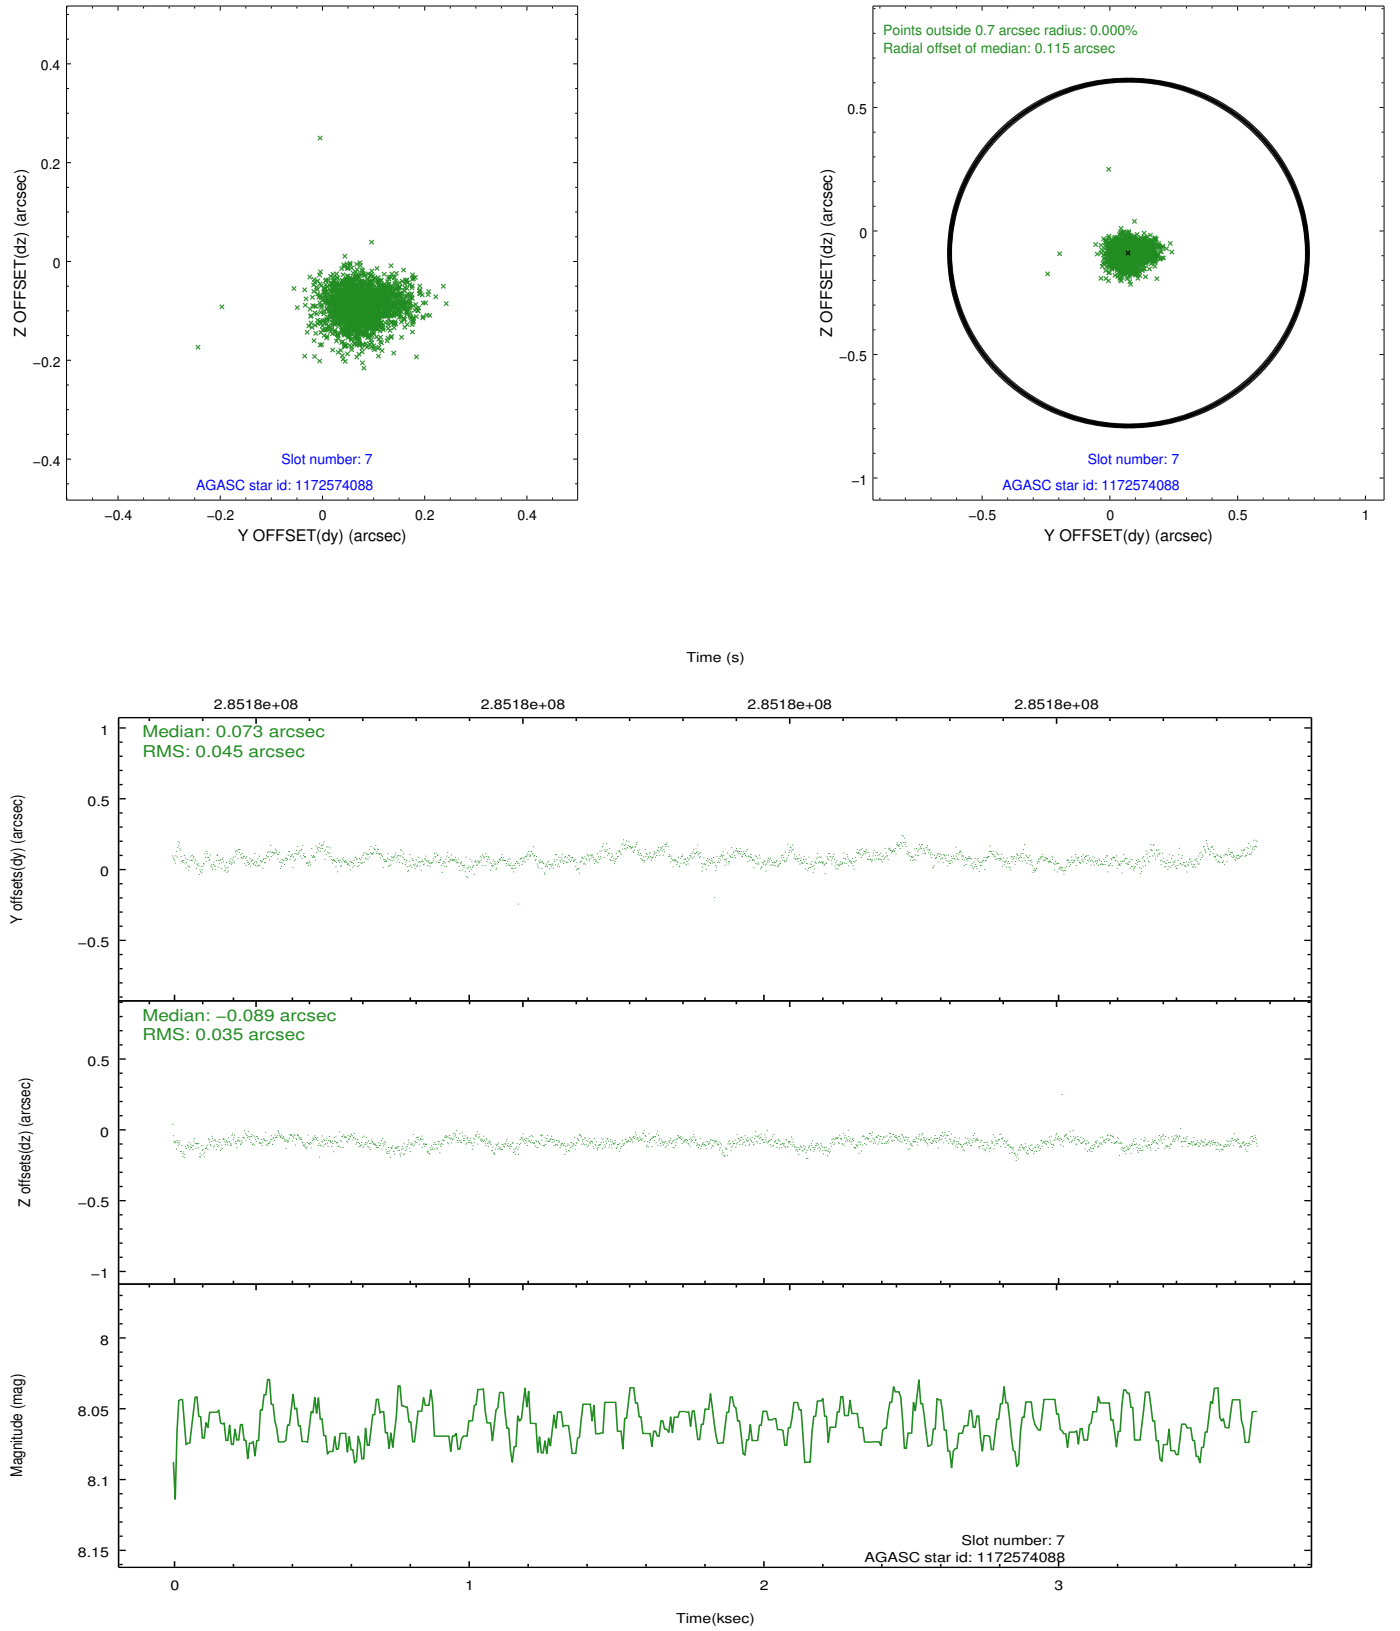 0.4
0.2
0
−0.2
−0.4
Z OFFSET(dz) (arcsec)
Slot number: 7
AGASC star id: 1172574088
−0.4
−0.2
0
0.2
0.4
Y OFFSET(dy) (arcsec)
Points outside 0.7 arcsec radius: 0.000%
Radial offset of median: 0.115 arcsec
0.5
0
−0.5
−1
Z OFFSET(dz) (arcsec)
Slot number: 7
AGASC star id: 1172574088
−0.5
0
0.5
1
Y OFFSET(dy) (arcsec)
Time (s)
2.8518e+08
2.8518e+08
2.8518e+08
2.8518e+08
Median: 0.073 arcsec
RMS: 0.045 arcsec
1
0.5
0
−0.5
Y offsets(dy) (arcsec)
Median: −0.089 arcsec
RMS: 0.035 arcsec
0.5
0
−0.5
−1
Z offsets(dz) (arcsec)
8
8.05
8.1
8.15
Magnitude (mag)
Slot number: 7
AGASC star id: 1172574088
0
1
2
3
Time(ksec)